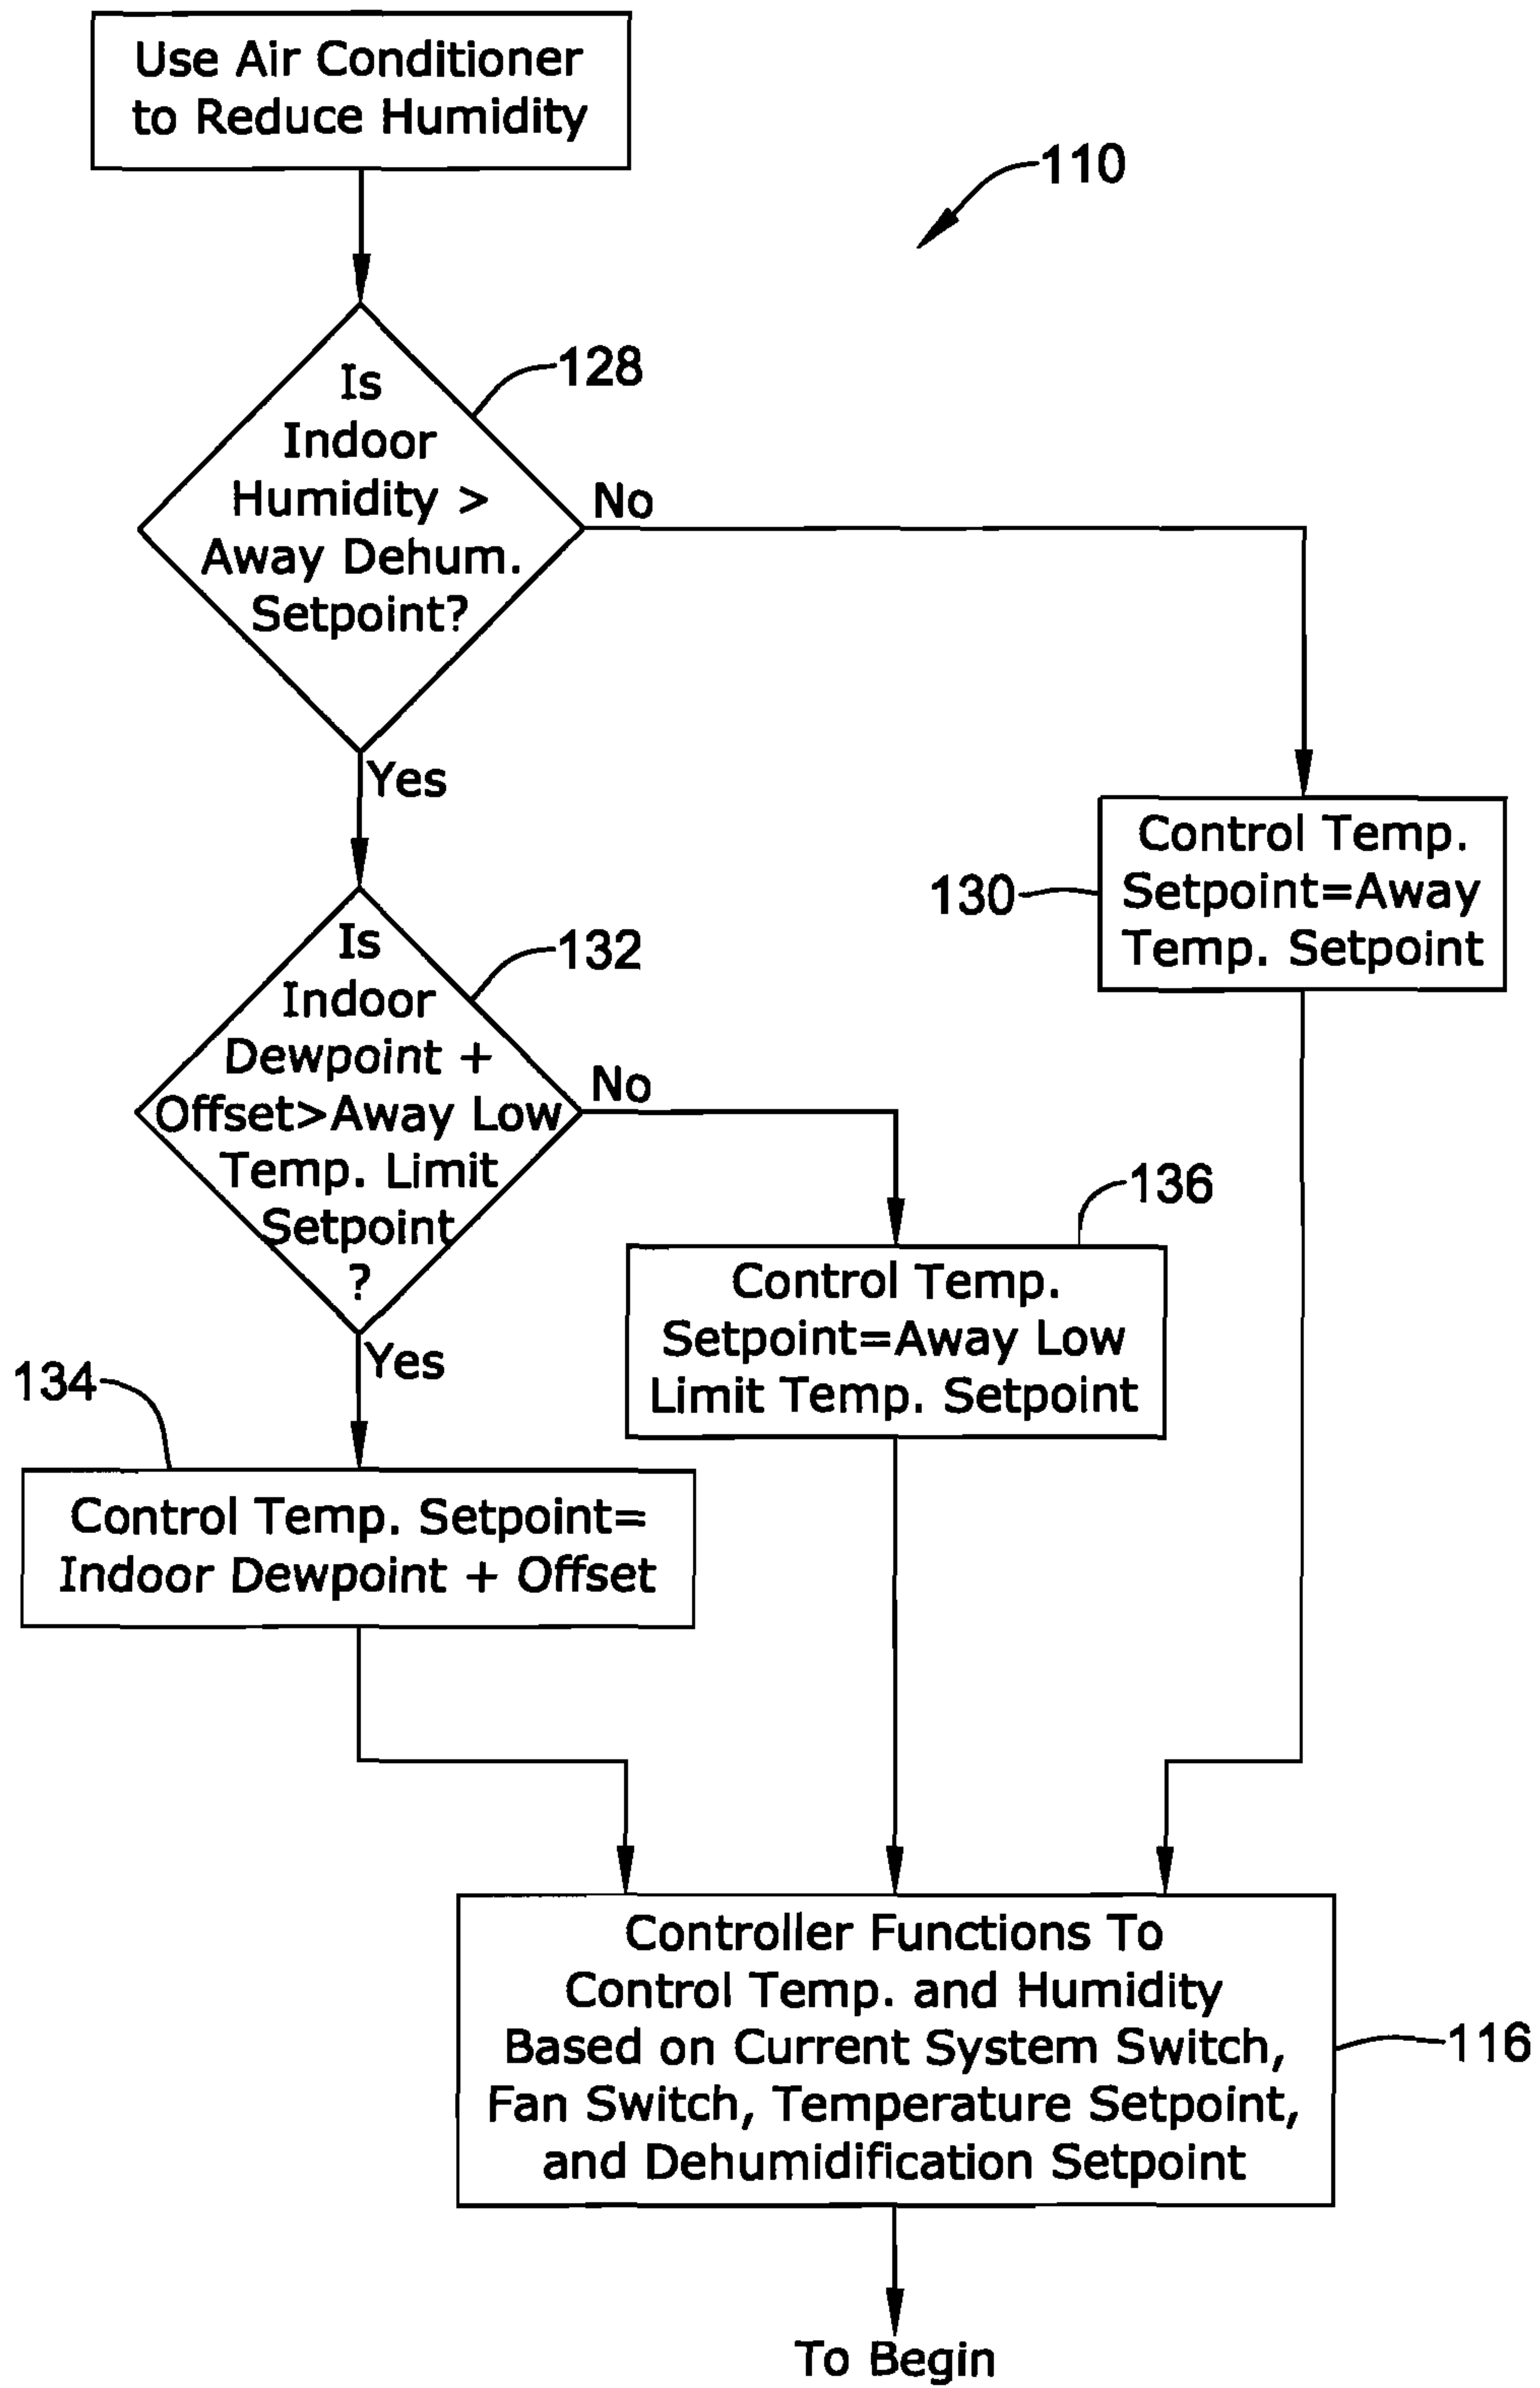 Use Air Conditioner
to Reduce Humidity
110
Is
Indoor
Humidity >
Away Dehum.
Setpoint?
128
No
Yes
Control Temp.
Setpoint=Away
Temp. Setpoint
130
Is
Indoor
Dewpoint +
Offset>Away Low
Temp. Limit
Setpoint
?
132
No
Yes
136
Control Temp.
Setpoint=Away Low
Limit Temp. Setpoint
134
Control Temp. Setpoint=
Indoor Dewpoint + Offset
Controller Functions To
Control Temp. and Humidity
Based on Current System Switch,
Fan Switch, Temperature Setpoint,
and Dehumidification Setpoint
116
To Begin